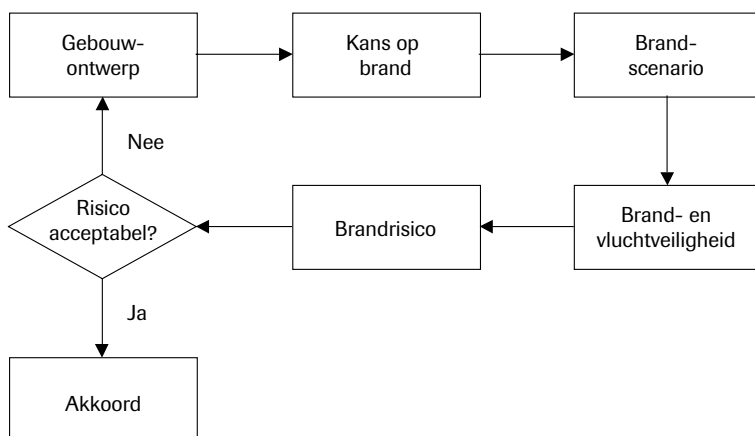 Gebouw-
ontwerp
Kans op
brand
Brand-
scenario
Nee
Risico
acceptabel?
Brandrisico
Brand- en
vluchtveiligheid
Ja
Akkoord